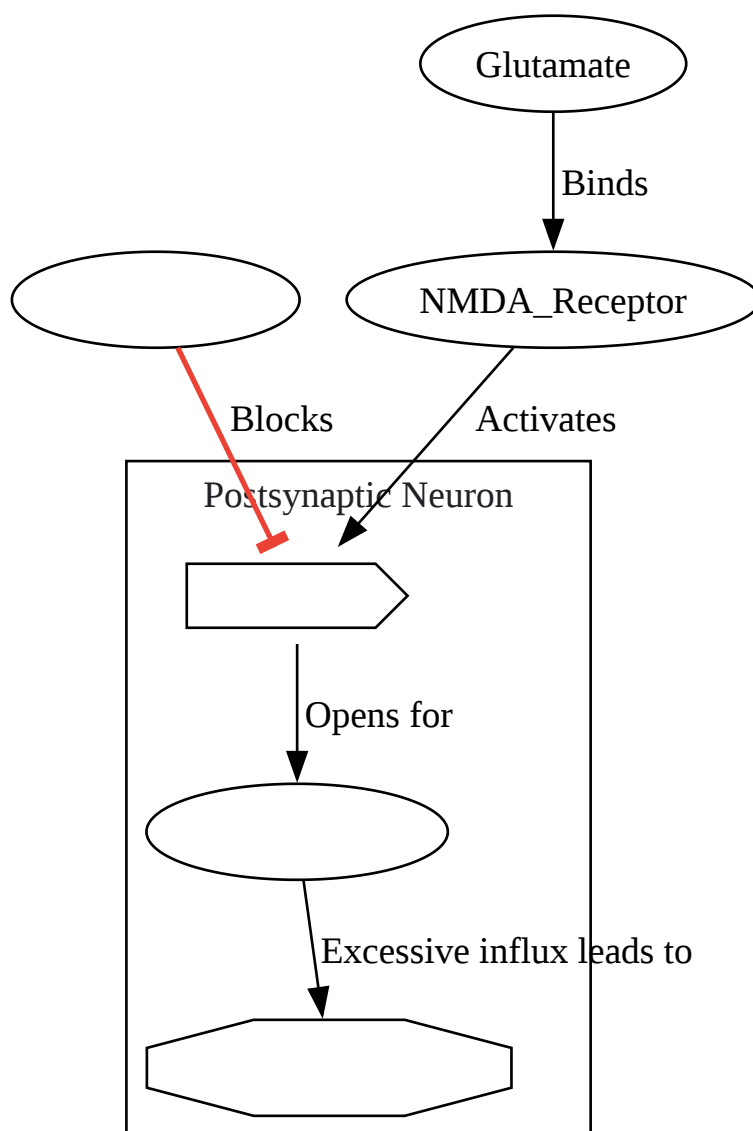 Glutamate
Binds
NMDA_Receptor
Blocks
Activates
Postsynaptic Neuron
Opens for
Excessive influx leads to